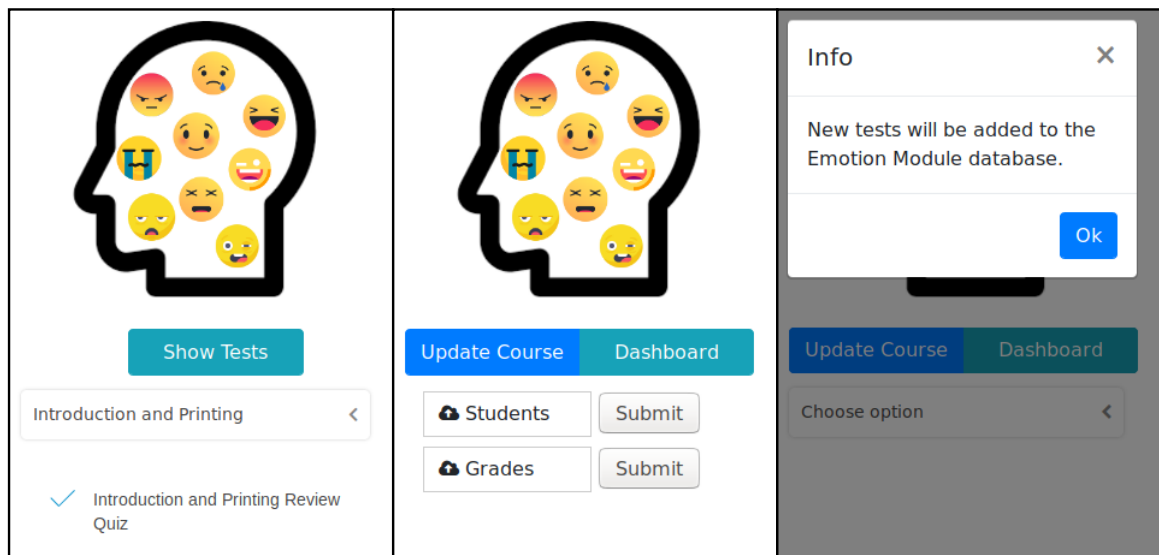 Show Tests
Introduction and Printing
Introduction and Printing Review
Quiz
Update Course
Dashboard
Students
Submit
Grades
Submit
Info
New tests will be added to the
Emotion Module database.
Ok
Update Course
Dashboard
Choose option